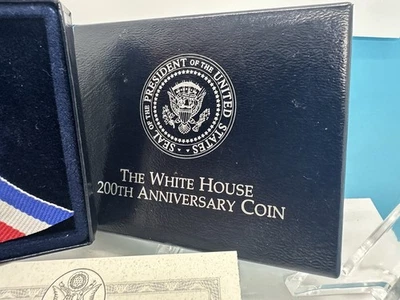 SEAL OF THE PRESIDENT OF THE UNITED STATES
THE WHITE HOUSE
200TH ANNIVERSARY COIN